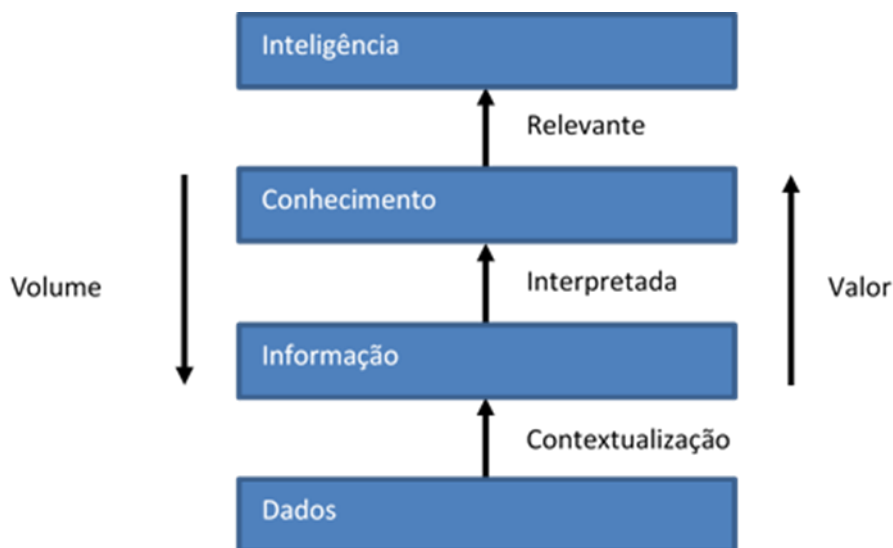 Inteligência
Relevante
Conhecimento
Volume
Interpretada
Valor
Informação
Contextualização
Dados